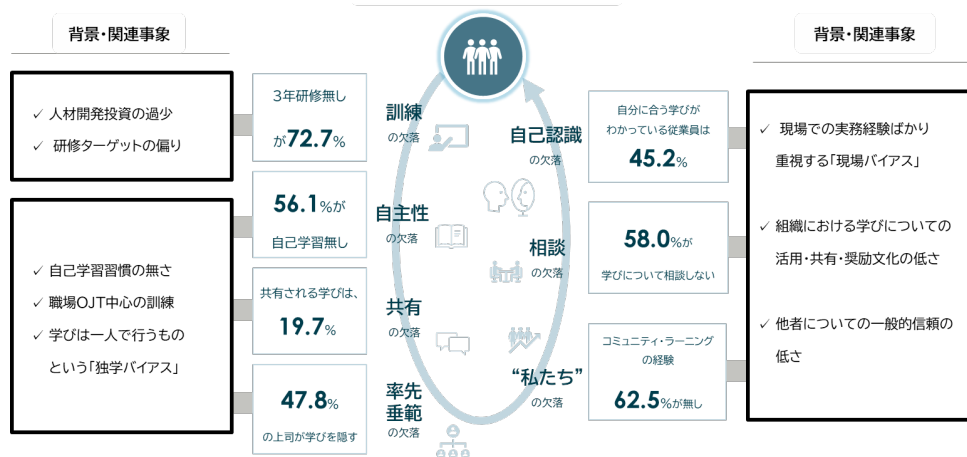 背景・関連事象
✓ 人材開発投資の過少
✓ 研修ターゲットの偏り
✓ 自己学習習慣の無さ
✓ 職場OJT中心の訓練
✓ 学びは一人で行うもの
という「独学バイアス」
3年研修無し
が72.7%
訓練
の欠落
56.1%が
自己学習無し
自主性
の欠落
共有される学びは、
19.7%
共有
の欠落
47.8%
の上司が学びを隠す
率先
垂範
の欠落
自己認識
の欠落
自分に合う学びが
わかっている従業員は
45.2%
相談
の欠落
58.0%が
学びについて相談しない
“私たち”
の欠落
コミュニティ・ラーニング
の経験
62.5%が無し
背景・関連事象
✓ 現場での実務経験ばかり
重視する「現場バイアス」
✓ 組織における学びについての
活用・共有・奨励文化の低さ
✓ 他者についての一般的信頼の
低さ